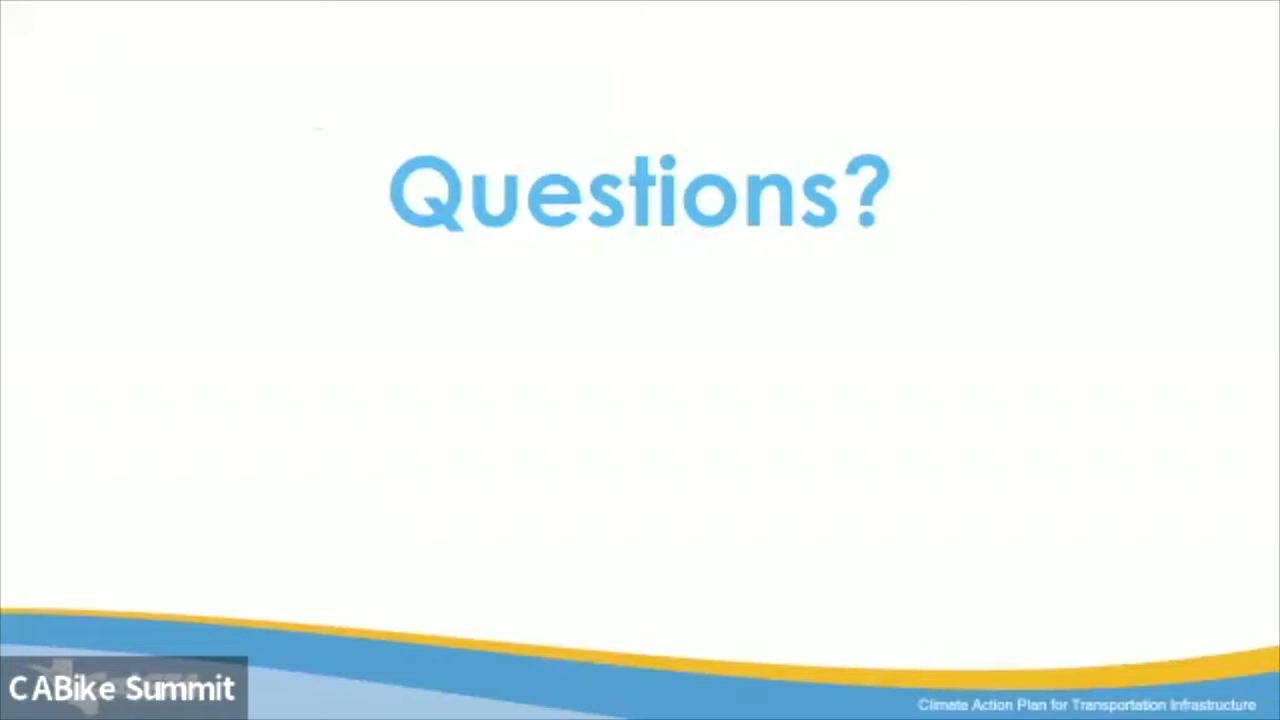 Questions?
CABike Summit
Climate Action Plan for Transportation Infrastructure